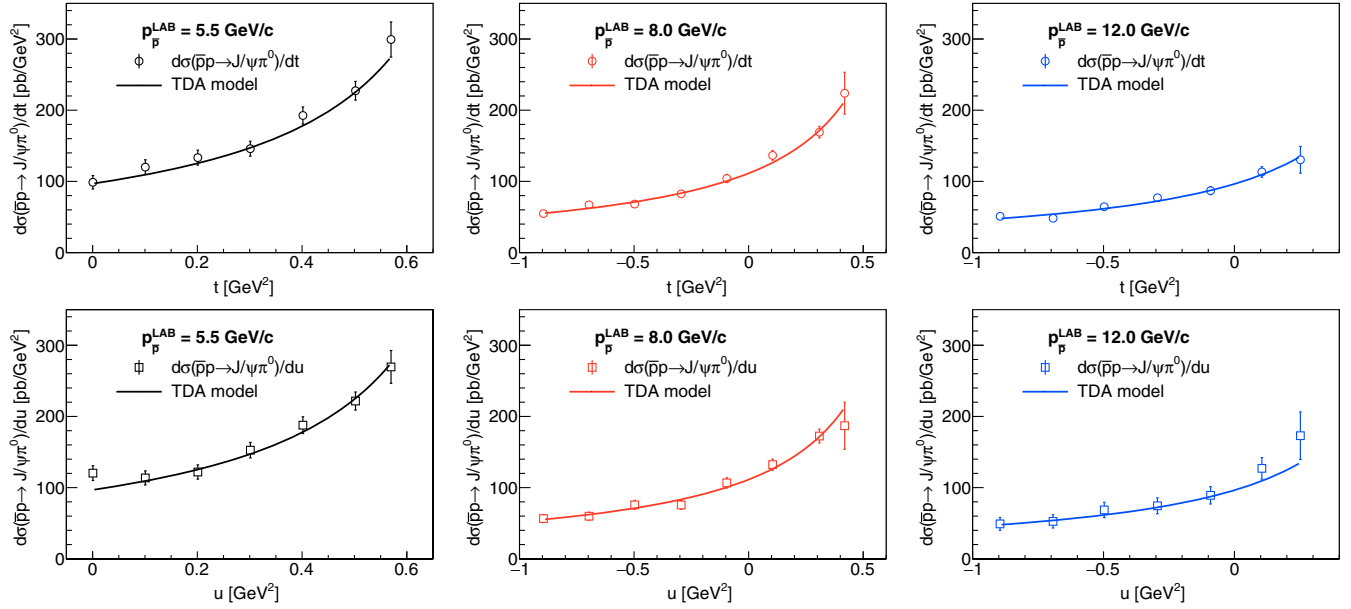 dσ(p̅p→J/ψπ⁰)/dt [pb/GeV²]
300
200
100
0
p_p̅^LAB = 5.5 GeV/c
dσ(p̅p→J/ψπ⁰)/dt
TDA model
0 0.2 0.4 0.6
t [GeV²]
dσ(p̅p→J/ψπ⁰)/dt [pb/GeV²]
300
200
100
0
p_p̅^LAB = 8.0 GeV/c
dσ(p̅p→J/ψπ⁰)/dt
TDA model
−1 −0.5 0
t [GeV²]
dσ(p̅p→J/ψπ⁰)/dt [pb/GeV²]
300
200
100
0
p_p̅^LAB = 12.0 GeV/c
dσ(p̅p→J/ψπ⁰)/dt
TDA model
−1 −0.5 0
t [GeV²]
dσ(p̅p→J/ψπ⁰)/du [pb/GeV²]
300
200
100
0
p_p̅^LAB = 5.5 GeV/c
dσ(p̅p→J/ψπ⁰)/du
TDA model
0 0.2 0.4 0.6
u [GeV²]
dσ(p̅p→J/ψπ⁰)/du [pb/GeV²]
300
200
100
0
p_p̅^LAB = 8.0 GeV/c
dσ(p̅p→J/ψπ⁰)/du
TDA model
−1 −0.5 0
u [GeV²]
dσ(p̅p→J/ψπ⁰)/du [pb/GeV²]
300
200
100
0
p_p̅^LAB = 12.0 GeV/c
dσ(p̅p→J/ψπ⁰)/du
TDA model
−1 −0.5 0
u [GeV²]